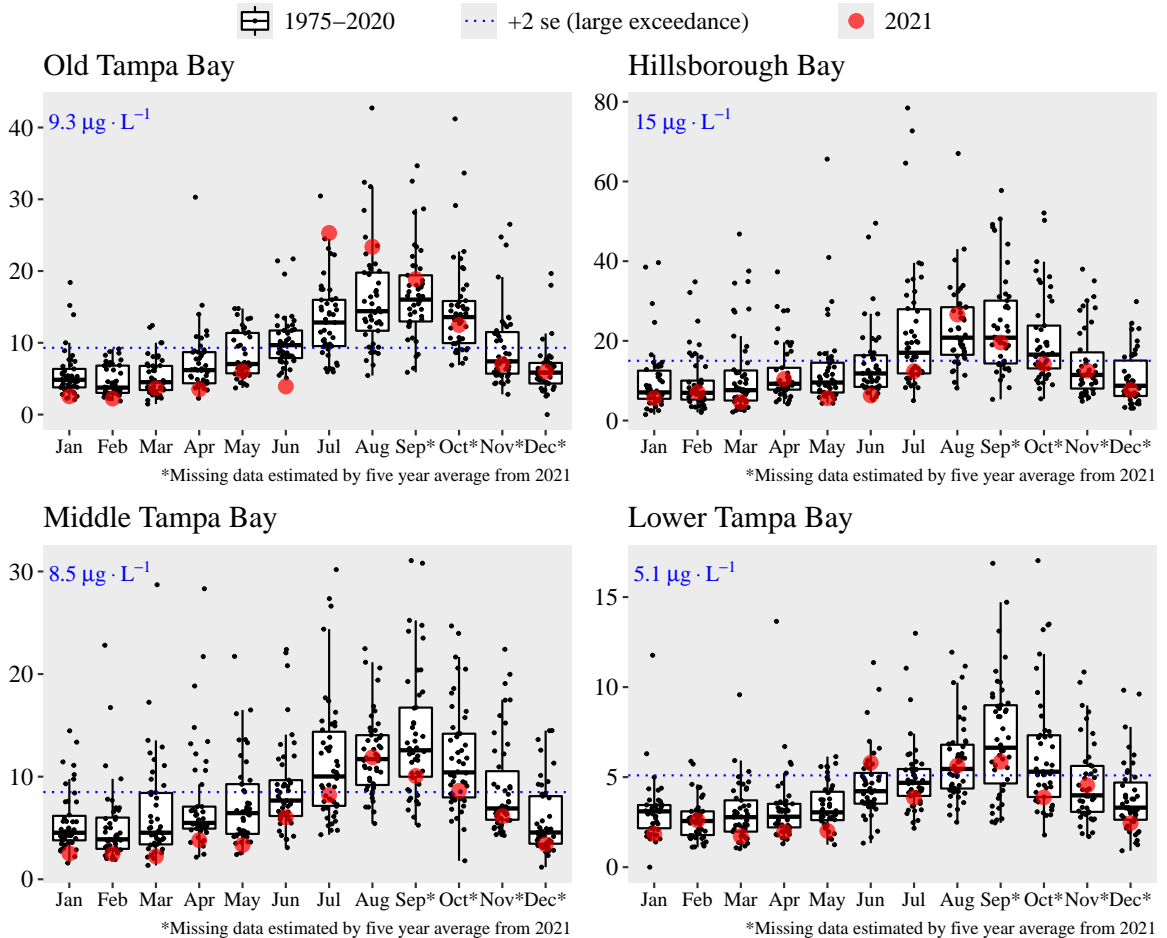 1975−2020 +2 se (large exceedance) 2021
Old Tampa Bay
9.3 µg · L⁻¹
40
30
20
10
0
Jan Feb Mar Apr May Jun Jul Aug Sep* Oct* Nov* Dec*
*Missing data estimated by five year average from 2021
Hillsborough Bay
15 µg · L⁻¹
80
60
40
20
0
Jan Feb Mar Apr May Jun Jul Aug Sep* Oct* Nov* Dec*
*Missing data estimated by five year average from 2021
Middle Tampa Bay
8.5 µg · L⁻¹
30
20
10
0
Jan Feb Mar Apr May Jun Jul Aug Sep* Oct* Nov* Dec*
*Missing data estimated by five year average from 2021
Lower Tampa Bay
5.1 µg · L⁻¹
15
10
5
0
Jan Feb Mar Apr May Jun Jul Aug Sep* Oct* Nov* Dec*
*Missing data estimated by five year average from 2021